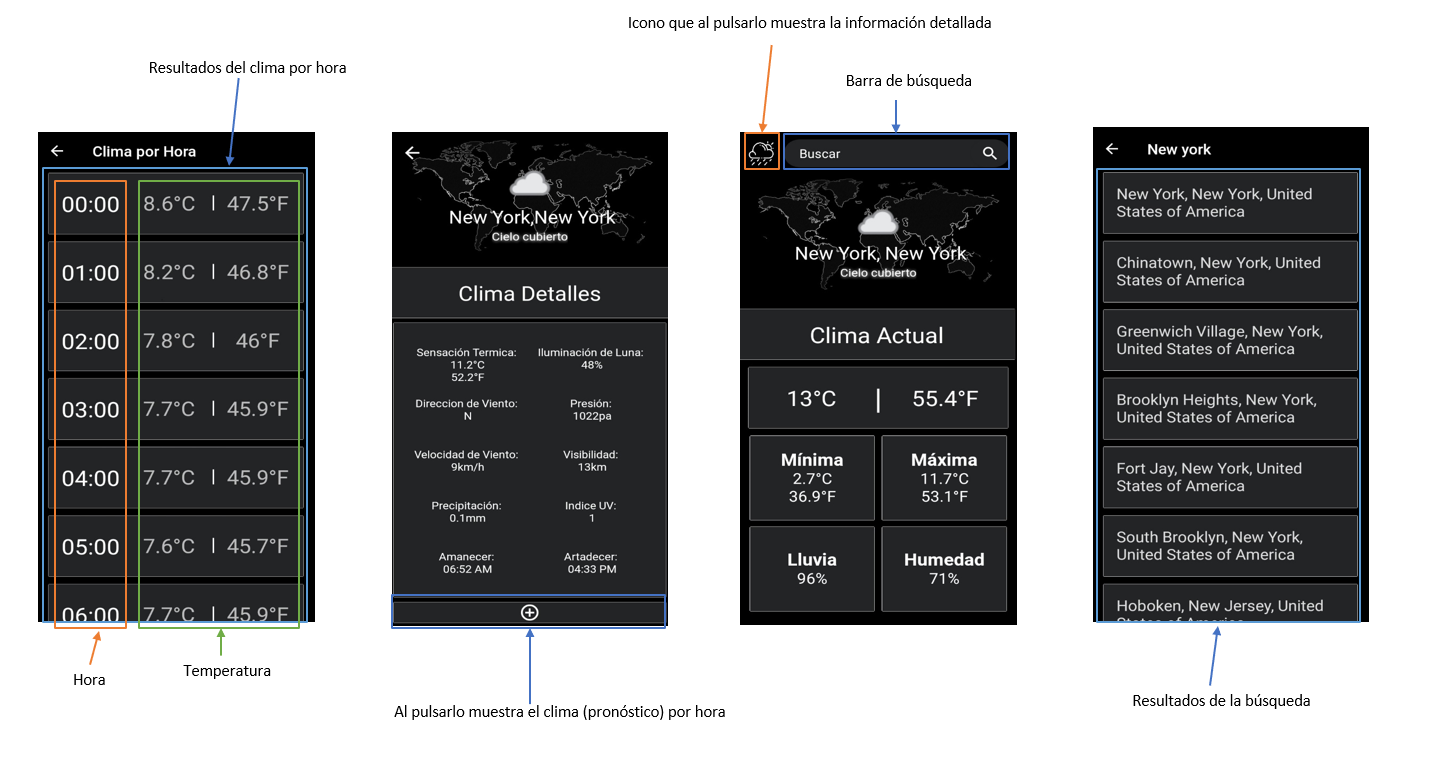 Icono que al pulsarlo muestra la información detallada
Resultados del clima por hora
Barra de búsqueda
Clima por Hora
00:00 8.6°C | 47.5°F
01:00 8.2°C | 46.8°F
02:00 7.8°C | 46°F
03:00 7.7°C | 45.9°F
04:00 7.7°C | 45.9°F
05:00 7.6°C | 45.7°F
06:00 7.7°C | 45.9°F
Hora
Temperatura
New York,New York
Cielo cubierto
Clima Detalles
Sensación Termica:
11.2°C
52.2°F
Iluminación de Luna:
48%
Direccion de Viento:
N
Presión:
1022pa
Velocidad de Viento:
9km/h
Visibilidad:
13km
Precipitación:
0.1mm
Indice UV:
1
Amanecer:
06:52 AM
Artadecer:
04:33 PM
Al pulsarlo muestra el clima (pronóstico) por hora
Buscar
New York, New York
Cielo cubierto
Clima Actual
13°C | 55.4°F
Mínima
2.7°C
36.9°F
Máxima
11.7°C
53.1°F
Lluvia
96%
Humedad
71%
New york
New York, New York, United
States of America
Chinatown, New York, United
States of America
Greenwich Village, New York,
United States of America
Brooklyn Heights, New York,
United States of America
Fort Jay, New York, United
States of America
South Brooklyn, New York,
United States of America
Hoboken, New Jersey, United
States of America
Resultados de la búsqueda